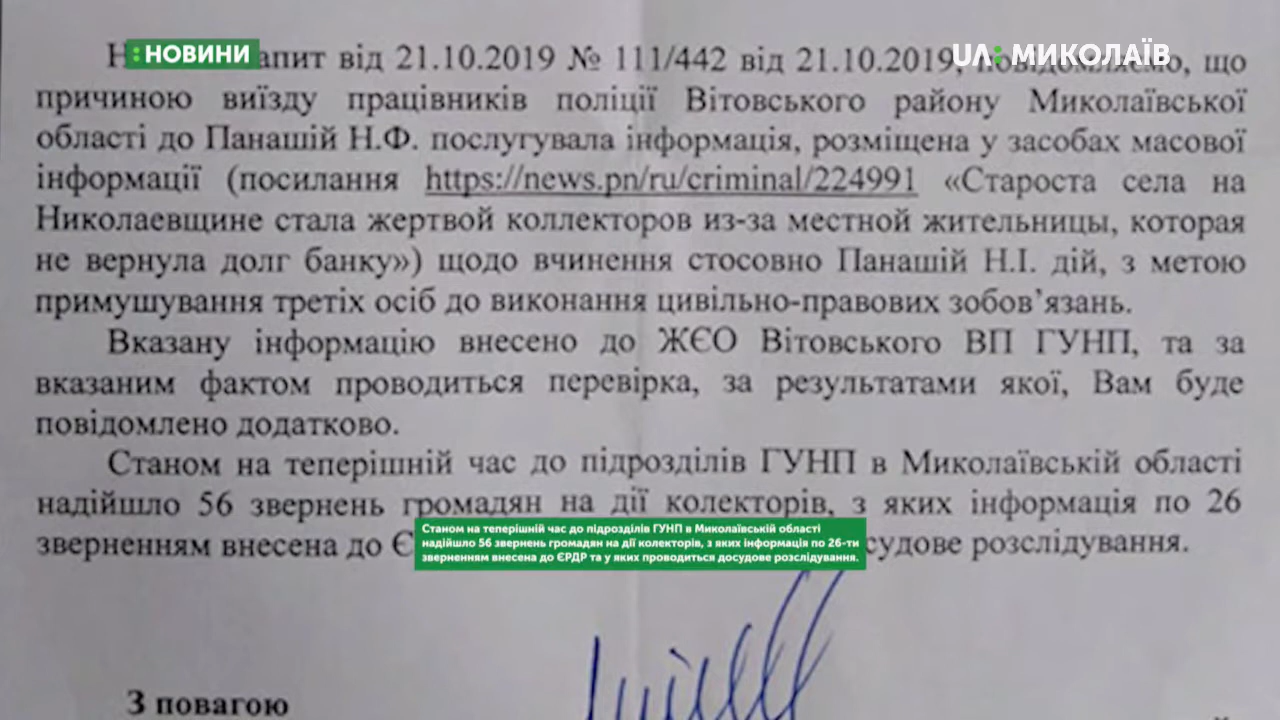 :НОВИНИ
UA: МИКОЛАЇВ
апит від 21.10.2019 № 111/442 від 21.10.2019, повідомляємо, що
причиною виїзду працівників поліції Вітовського району Миколаївської
області до Панашій Н.Ф. послугувала інформація, розміщена у засобах масової
інформації (посилання https://news.pn/ru/criminal/224991 «Староста села на
Николаевщине стала жертвой коллекторов из-за местной жительницы, которая
не вернула долг банку») щодо вчинення стосовно Панашій Н.І. дій, з метою
примушування третіх осіб до виконання цивільно-правових зобов’язань.
Вказану інформацію внесено до ЖЄО Вітовського ВП ГУНП, та за
вказаним фактом проводиться перевірка, за результатами якої, Вам буде
повідомлено додатково.
Станом на теперішній час до підрозділів ГУНП в Миколаївській області
надійшло 56 звернень громадян на дії колекторів, з яких інформація по 26
зверненням внесена до Є судове розслідування.
Станом на теперішній час до підрозділів ГУНП в Миколаївській області
надійшло 56 звернень громадян на дії колекторів, з яких інформація по 26-ти
зверненням внесена до ЄРДР та у яких проводиться досудове розслідування.
З повагою